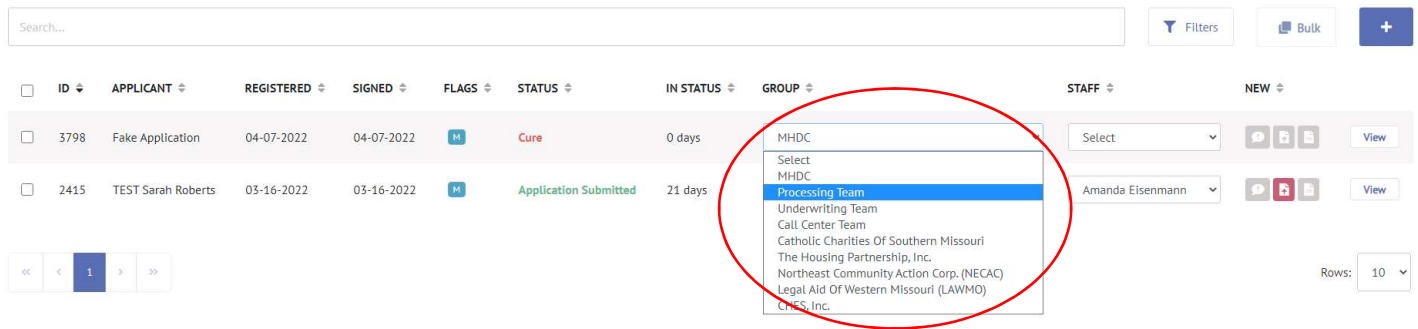 Search... Filters Bulk +
ID APPLICANT REGISTERED SIGNED FLAGS STATUS IN STATUS GROUP STAFF NEW
3798 Fake Application 04-07-2022 04-07-2022 M Cure 0 days MHDC Select View
Select
MHDC
2415 TEST Sarah Roberts 03-16-2022 03-16-2022 M Application Submitted 21 days Processing Team Amanda Eisenmann View
Underwriting Team
Call Center Team
Catholic Charities Of Southern Missouri
The Housing Partnership, Inc.
Northeast Community Action Corp. (NECAC)
Legal Aid Of Western Missouri (LAWMO)
CHES, Inc.
<< < 1 > >> Rows: 10